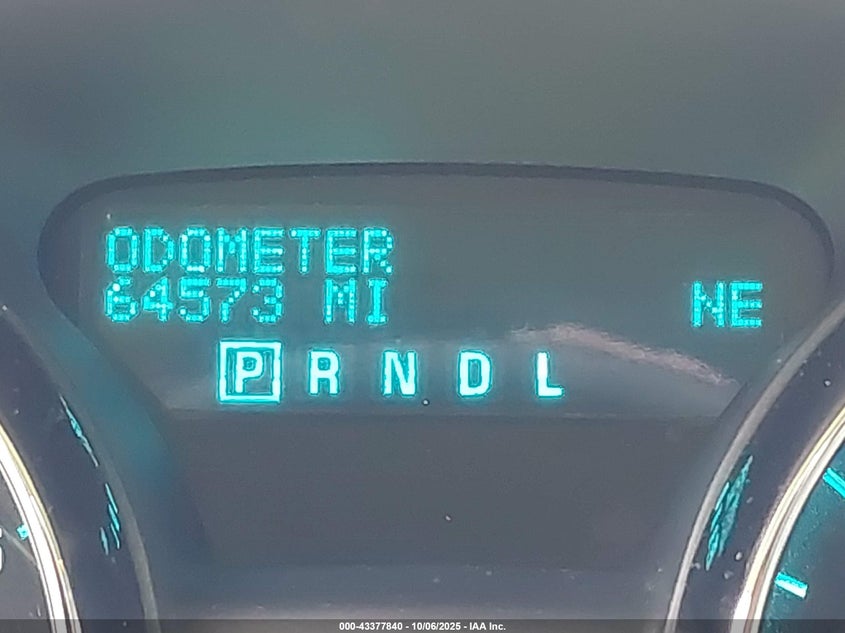 ODOMETER
64573 MI NE
P R N D L
000-43377840 - 10/06/2025 - IAA Inc.